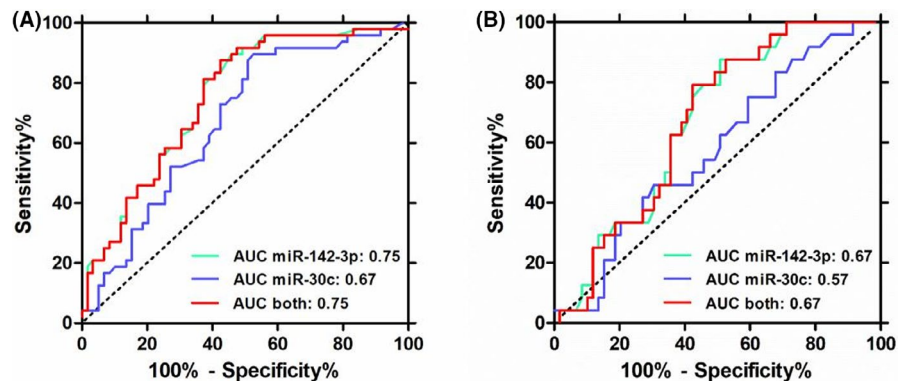 (A)
100
80
60
40
20
0
Sensitivity%
AUC miR-142-3p: 0.75
AUC miR-30c: 0.67
AUC both: 0.75
0 20 40 60 80 100
100% - Specificity%
(B)
100
80
60
40
20
0
Sensitivity%
AUC miR-142-3p: 0.67
AUC miR-30c: 0.57
AUC both: 0.67
0 20 40 60 80 100
100% - Specificity%